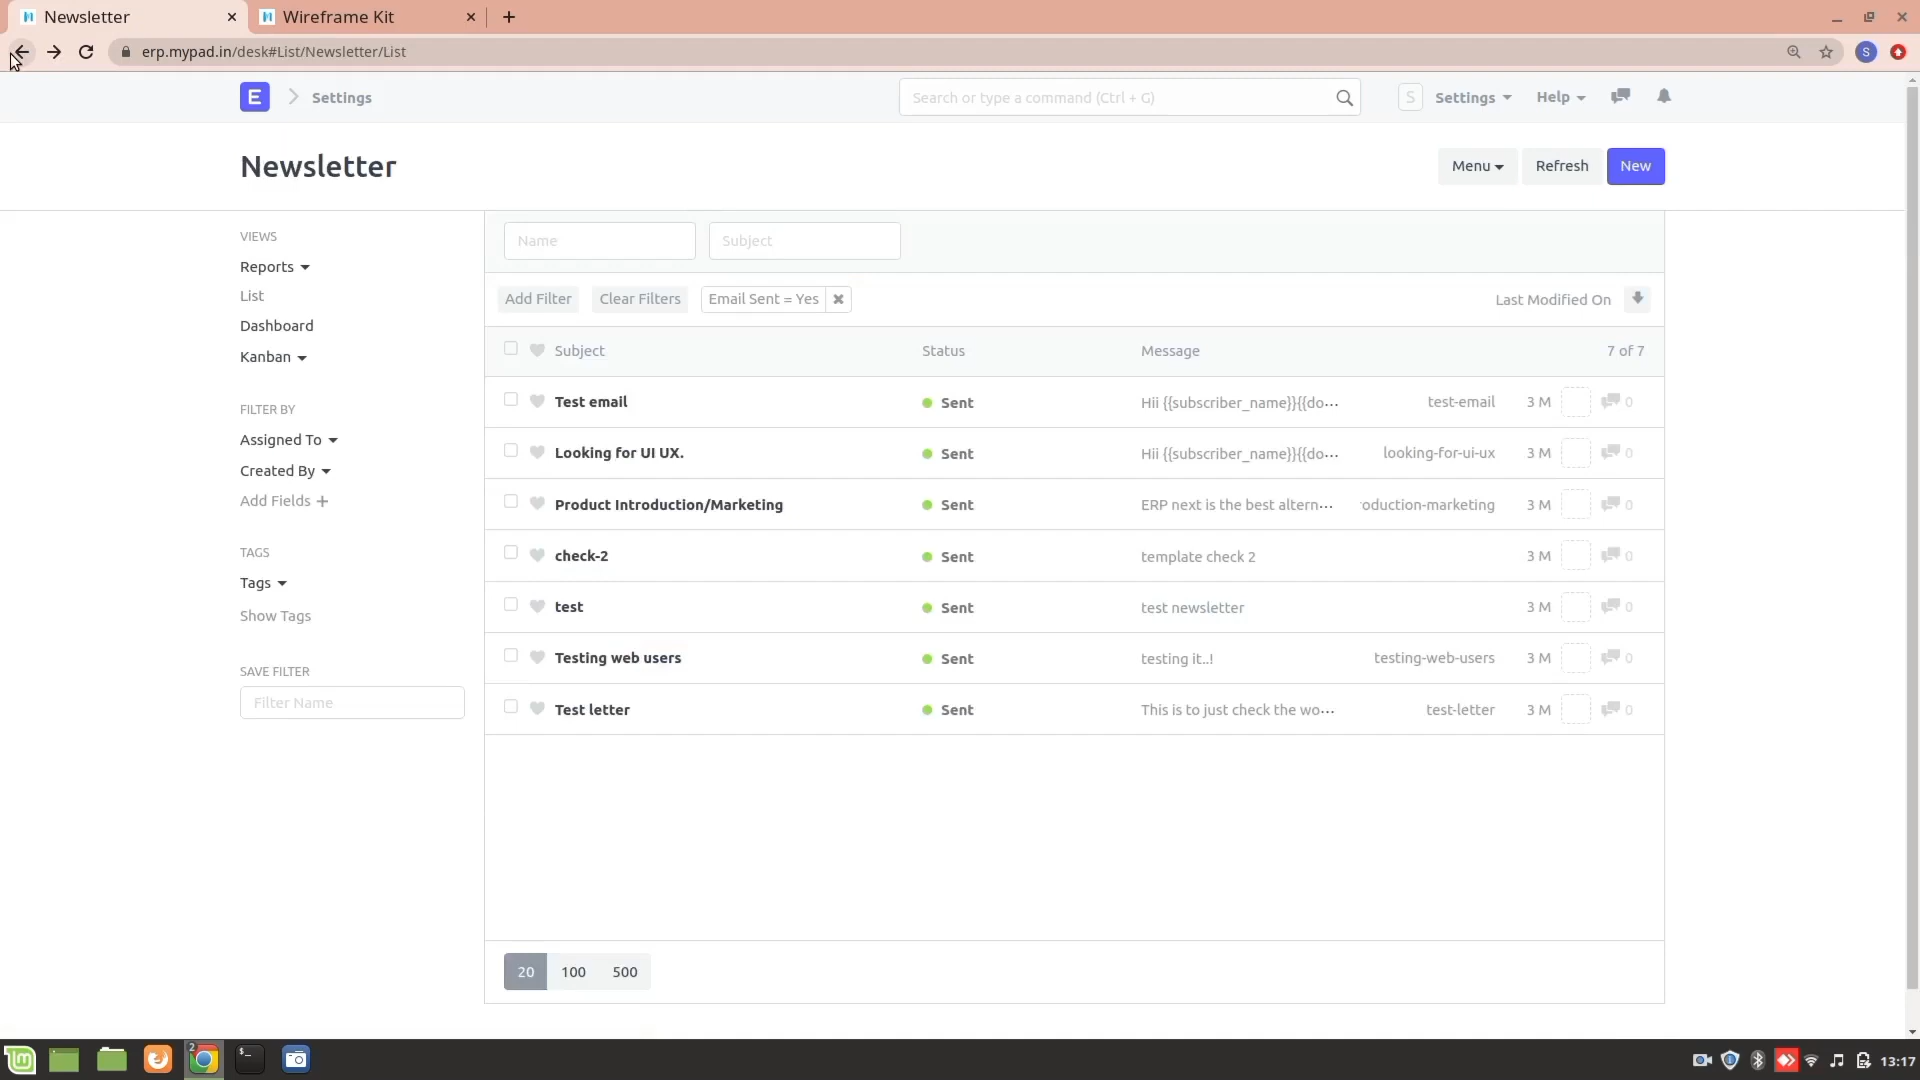 Newsletter
Wireframe Kit
erp.mypad.in/desk#List/Newsletter/List
S
E
Settings
Search or type a command (Ctrl + G)
S
Settings
Help
Newsletter
Menu
Refresh
New
VIEWS
Reports
List
Dashboard
Kanban
FILTER BY
Assigned To
Created By
Add Fields
TAGS
Tags
Show Tags
SAVE FILTER
Filter Name
Name
Subject
Add Filter
Clear Filters
Email Sent = Yes
Last Modified On
Subject Status Message 7 of 7
Test email Sent Hii {{subscriber_name}}{{do... test-email 3 M 0
Looking for UI UX. Sent Hii {{subscriber_name}}{{do... looking-for-ui-ux 3 M 0
Product Introduction/Marketing Sent ERP next is the best altern... oduction-marketing 3 M 0
check-2 Sent template check 2 3 M 0
test Sent test newsletter 3 M 0
Testing web users Sent testing it..! testing-web-users 3 M 0
Test letter Sent This is to just check the wo... test-letter 3 M 0
20 100 500
2
13:17